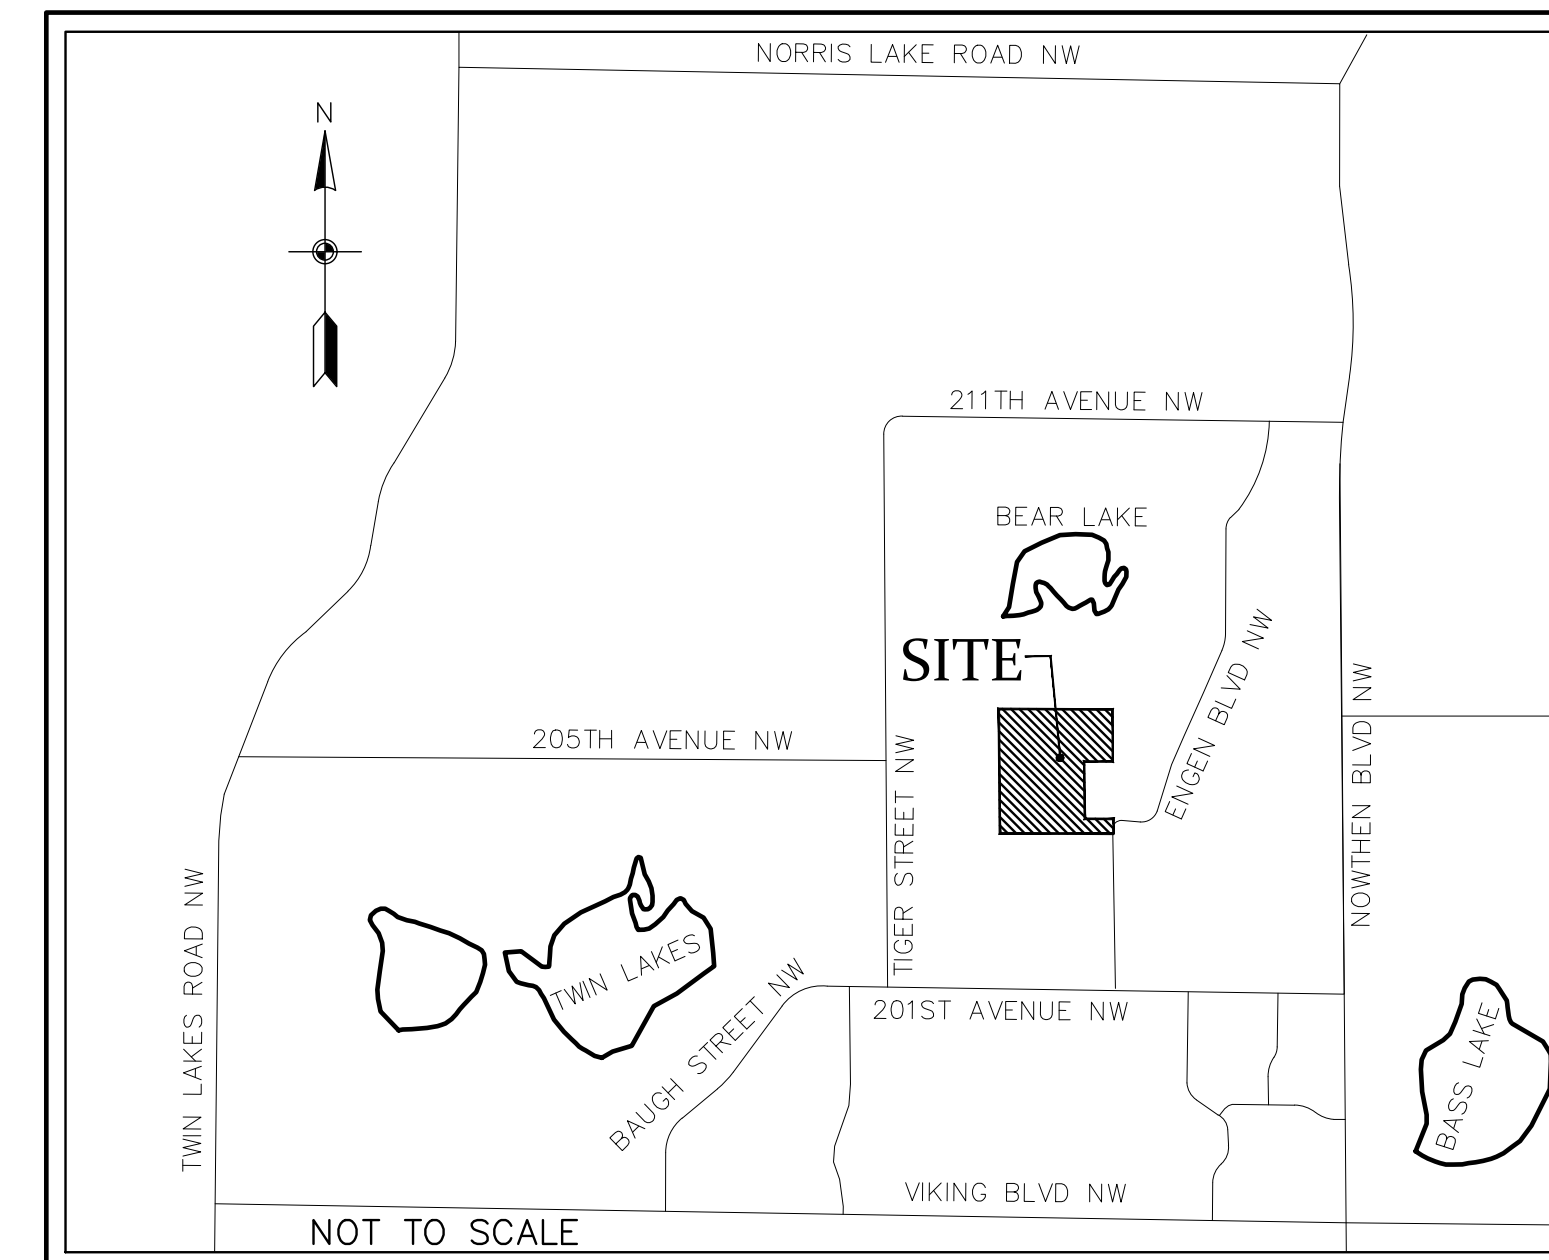 NORRIS LAKE ROAD NW
N
211TH AVENUE NW
BEAR LAKE
SITE
ENGEN BLVD NW
205TH AVENUE NW
TIGER STREET NW
NOWTHEN BLVD NW
TWIN LAKES ROAD NW
TWIN LAKES
BAUGH STREET NW
201ST AVENUE NW
BASS LAKE
VIKING BLVD NW
NOT TO SCALE